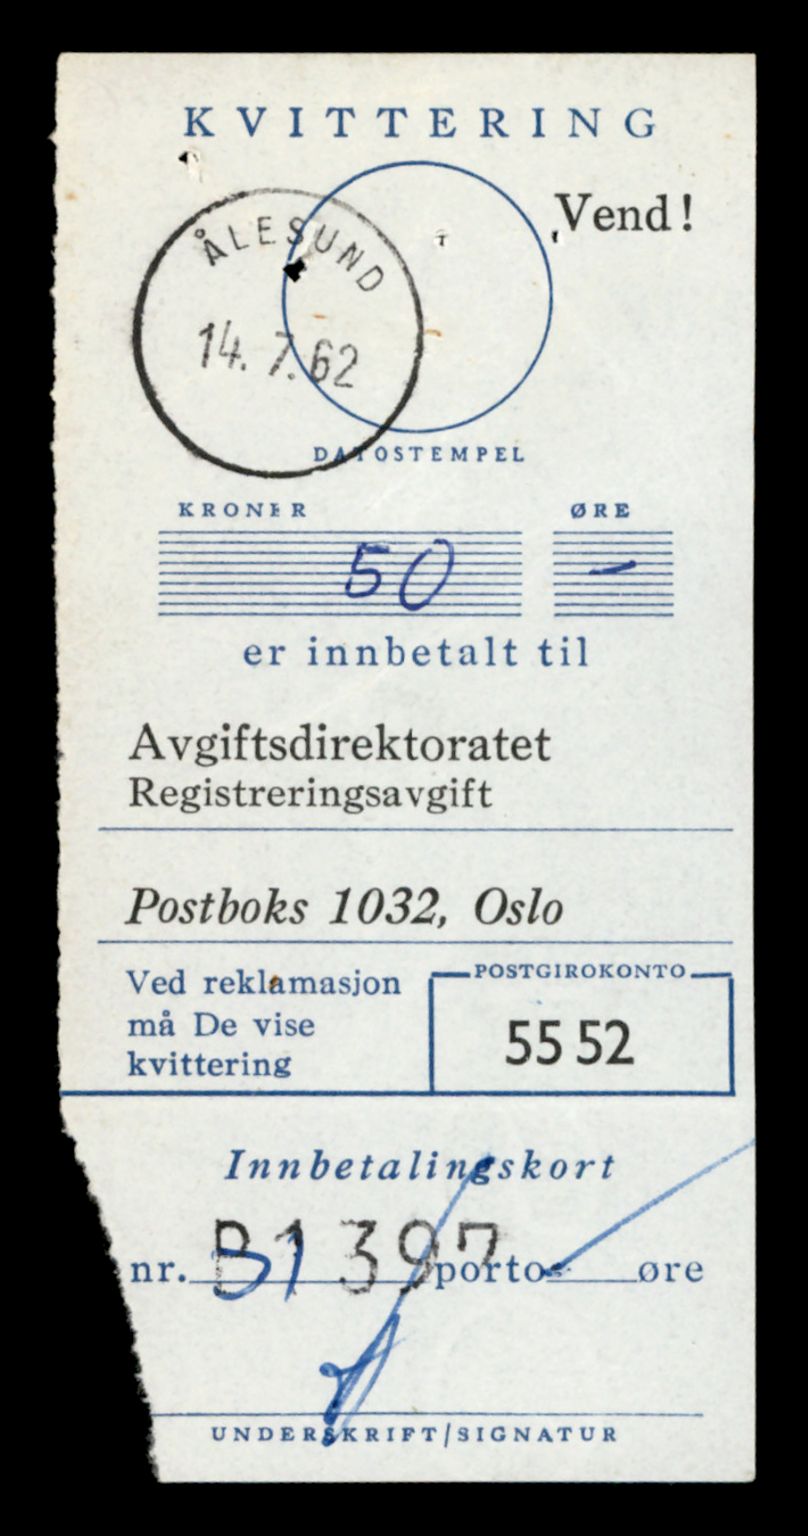 KVITTERING
Vend!
ÅLESUND
14. 7. 62
DATOSTEMPEL
KRONER ØRE
50 -
er innbetalt til
Avgiftsdirektoratet
Registreringsavgift
Postboks 1032, Oslo
Ved reklamasjon
må De vise
kvittering
POSTGIROKONTO
55 52
Innbetalingskort
nr. B1397 porto øre
UNDERSKRIFT/SIGNATUR